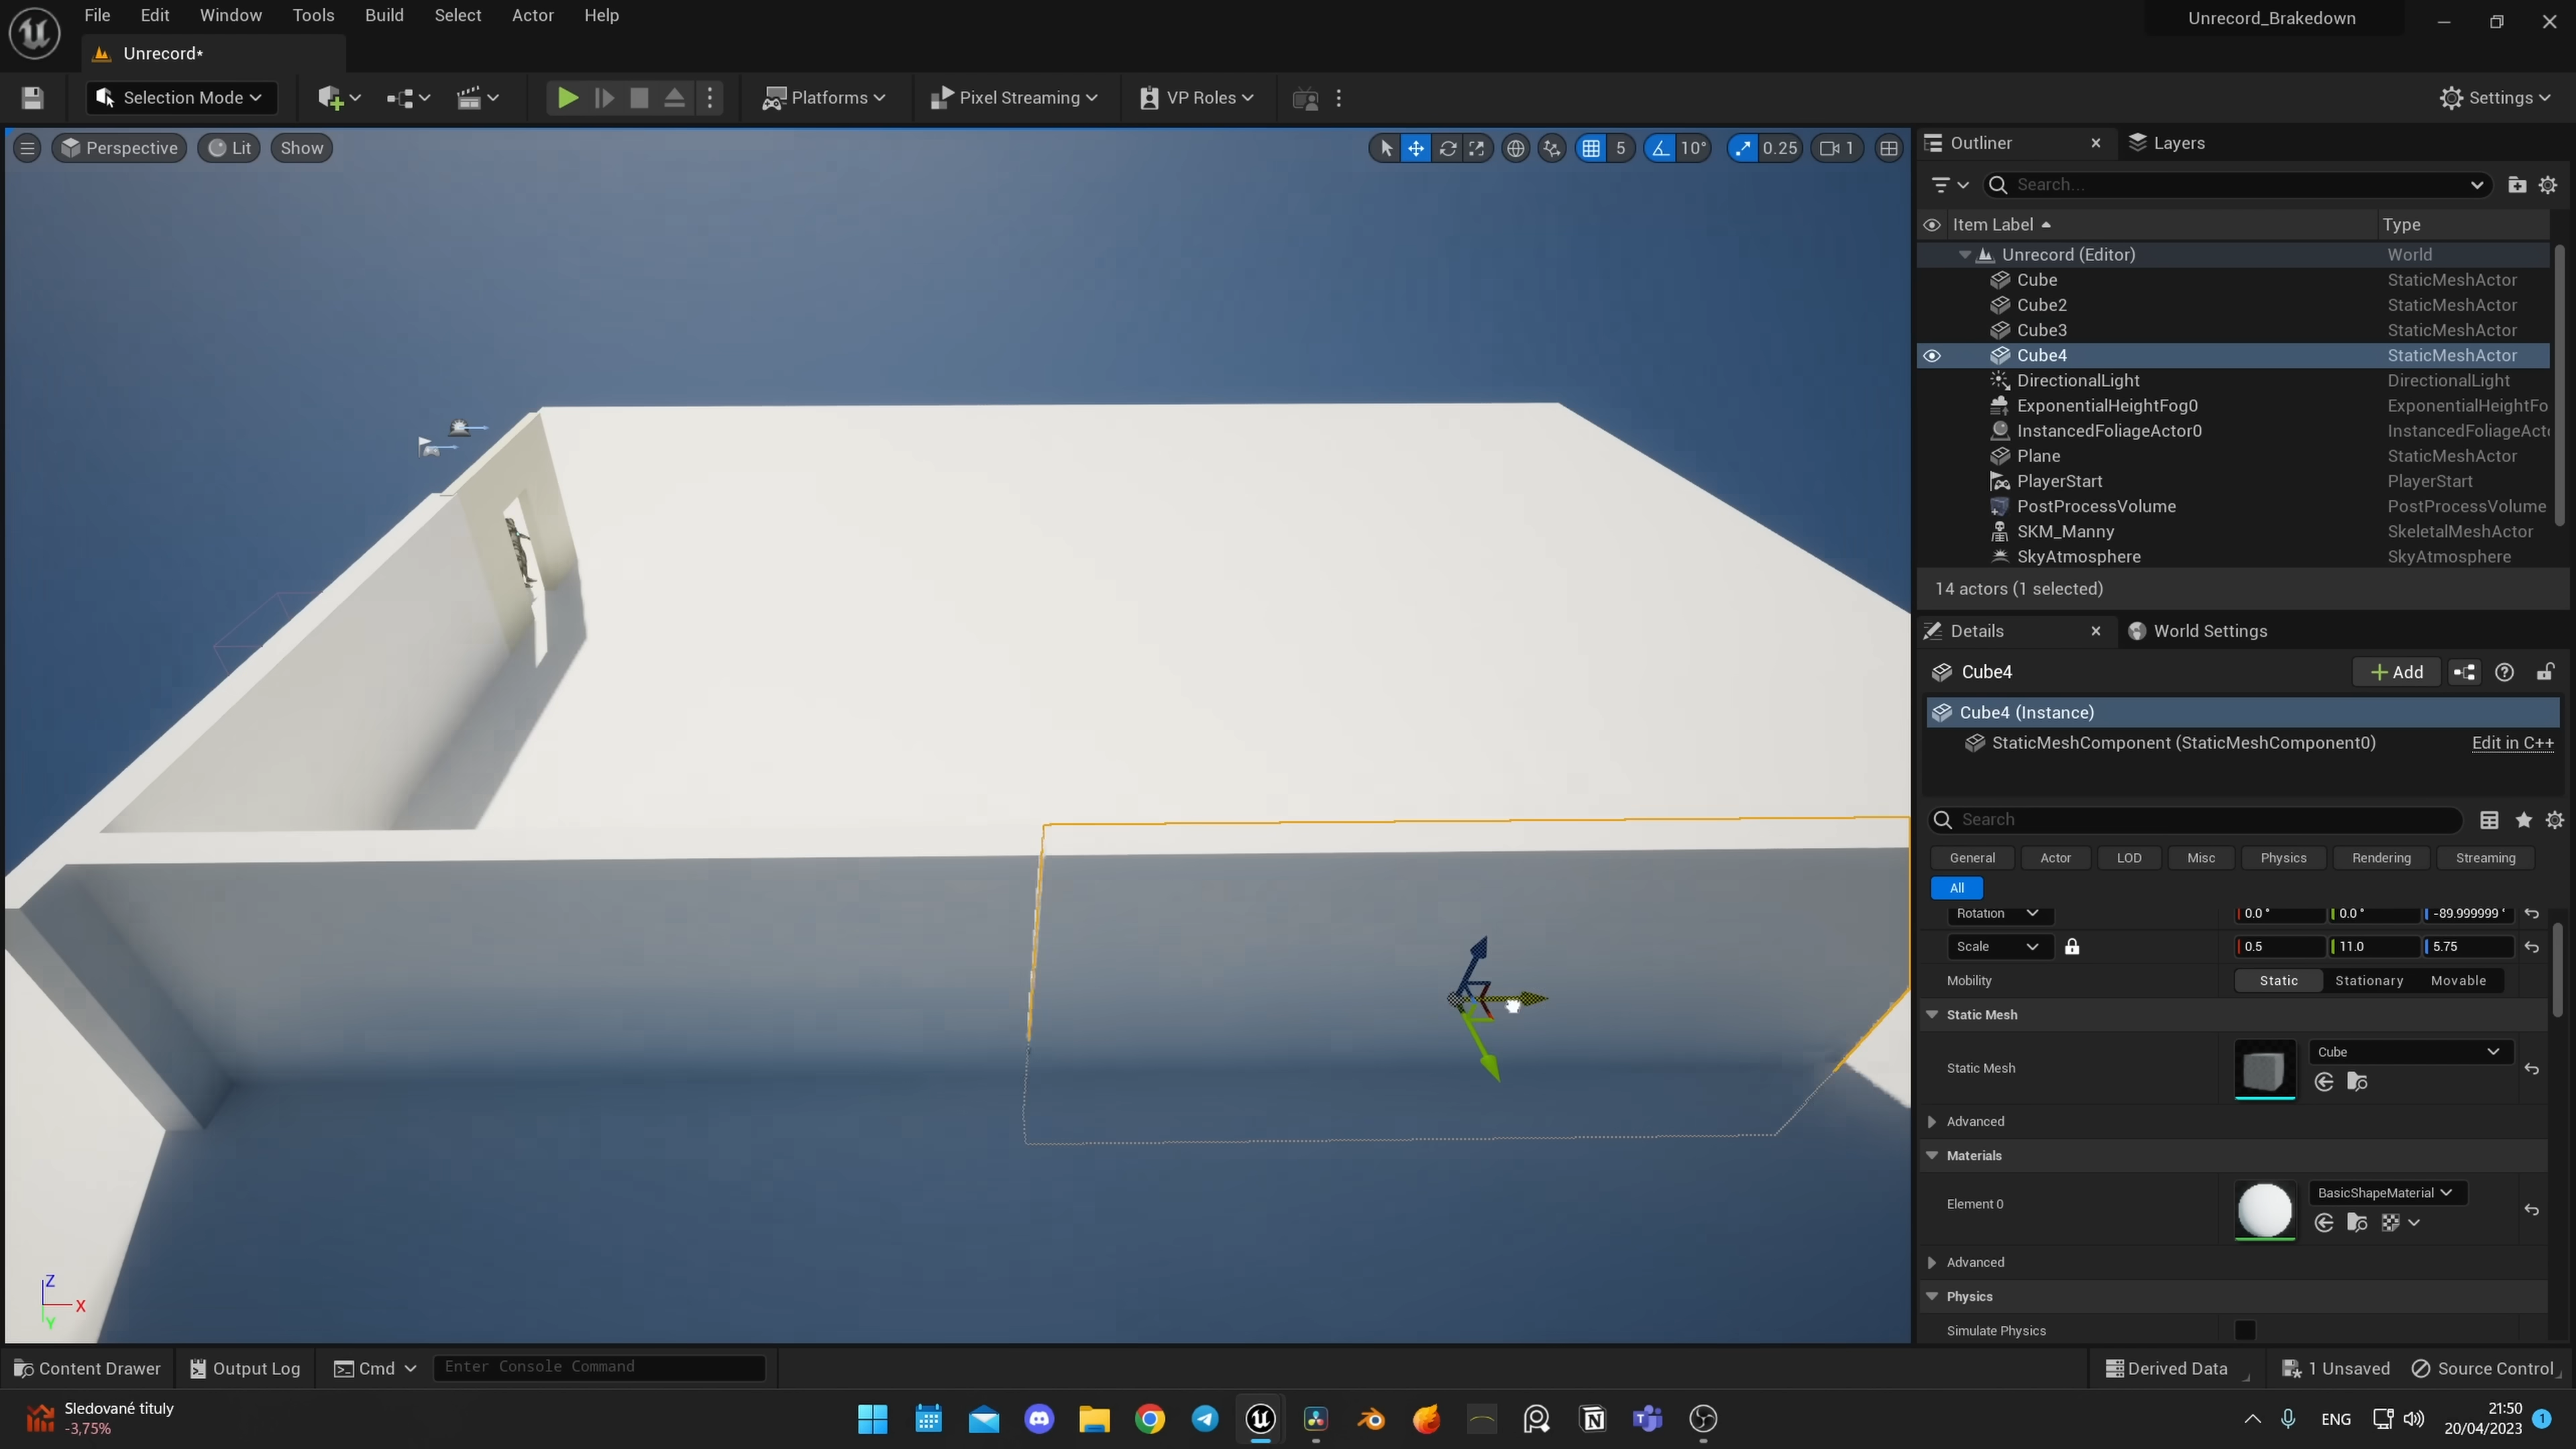 File Edit Window Tools Build Select Actor Help
Unrecord_Brakedown
Unrecord•
Selection Mode
Platforms
Pixel Streaming
VP Roles
Settings
Perspective
Lit
Show
5
10°
0.25
1
Outliner
Layers
Search...
Item Label
Type
Unrecord (Editor) World
Cube StaticMeshActor
Cube2 StaticMeshActor
Cube3 StaticMeshActor
Cube4 StaticMeshActor
DirectionalLight DirectionalLight
ExponentialHeightFog0 ExponentialHeightFo
InstancedFoliageActor0 InstancedFoliageAct
Plane StaticMeshActor
PlayerStart PlayerStart
PostProcessVolume PostProcessVolume
SKM_Manny SkeletalMeshActor
SkyAtmosphere SkyAtmosphere
14 actors (1 selected)
Details
World Settings
Cube4
Add
Cube4 (Instance)
StaticMeshComponent (StaticMeshComponent0) Edit in C++
Search
General Actor LOD Misc Physics Rendering Streaming
All
Rotation 0.0° 0.0° -89.999999 °
Scale 0.5 11.0 5.75
Mobility Static Stationary Movable
Static Mesh
Static Mesh Cube
Advanced
Materials
Element 0 BasicShapeMaterial
Advanced
Physics
Simulate Physics
Z
X
Y
Content Drawer
Output Log
Cmd
Enter Console Command
Derived Data
1 Unsaved
Source Control
Sledované tituly
-3,75%
ENG
21:50
20/04/2023
1